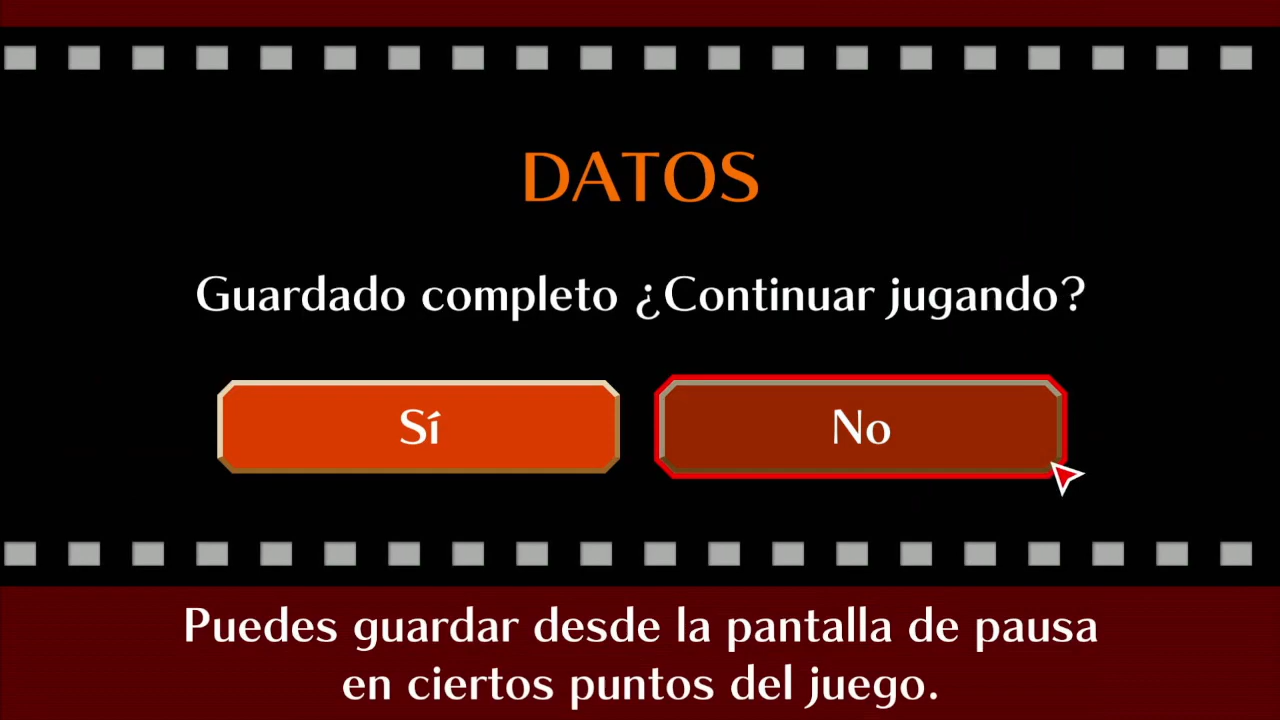 DATOS
Guardado completo ¿Continuar jugando?
Sí
No
Puedes guardar desde la pantalla de pausa
en ciertos puntos del juego.